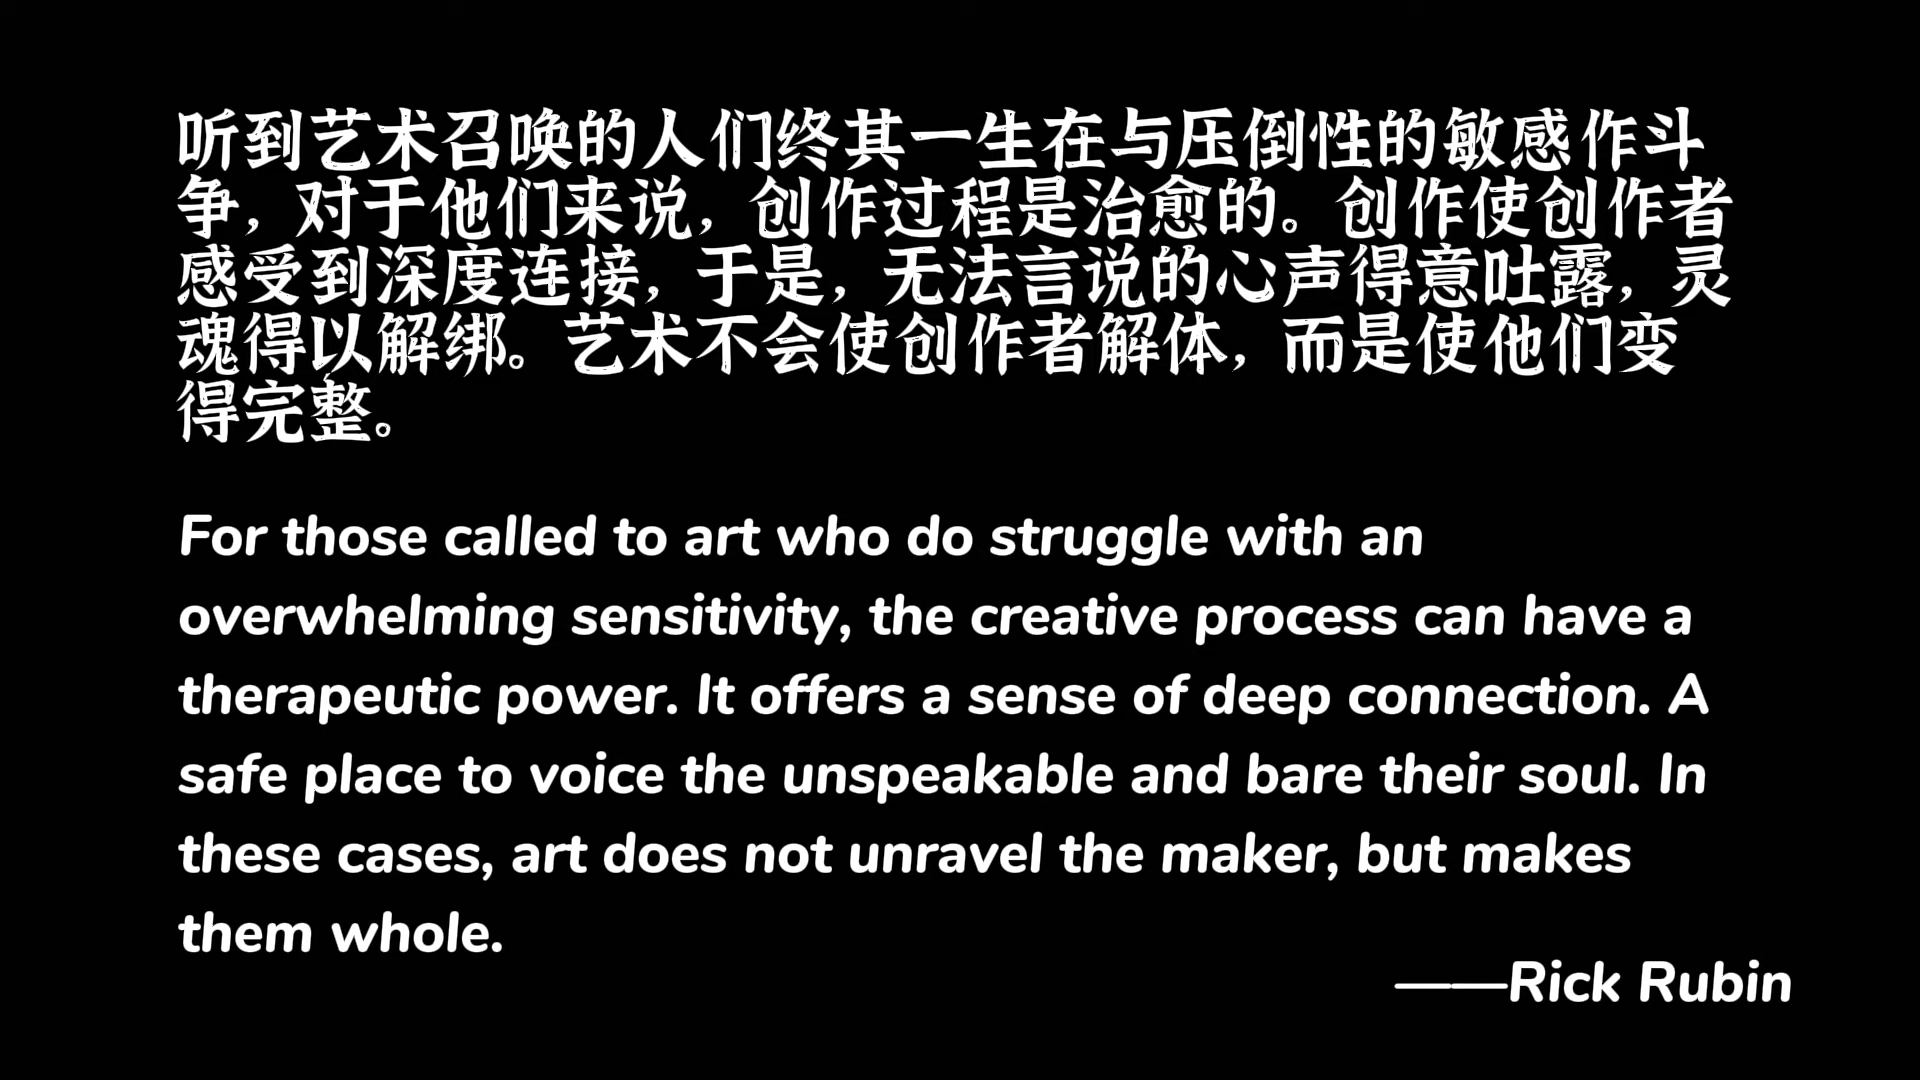 听到艺术召唤的人们终其一生在与压倒性的敏感作斗
争，对于他们来说，创作过程是治愈的。创作使创作者
感受到深度连接，于是，无法言说的心声得意吐露，灵
魂得以解绑。艺术不会使创作者解体，而是使他们变
得完整。
For those called to art who do struggle with an
overwhelming sensitivity, the creative process can have a
therapeutic power. It offers a sense of deep connection. A
safe place to voice the unspeakable and bare their soul. In
these cases, art does not unravel the maker, but makes
them whole.
——Rick Rubin